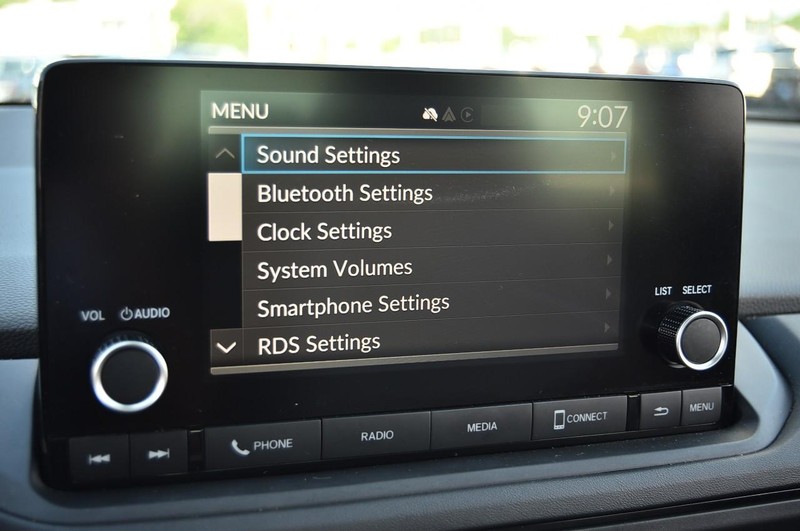 MENU 9:07
Sound Settings
Bluetooth Settings
Clock Settings
System Volumes
Smartphone Settings
RDS Settings
VOL AUDIO
LIST SELECT
PHONE
RADIO
MEDIA
CONNECT
MENU